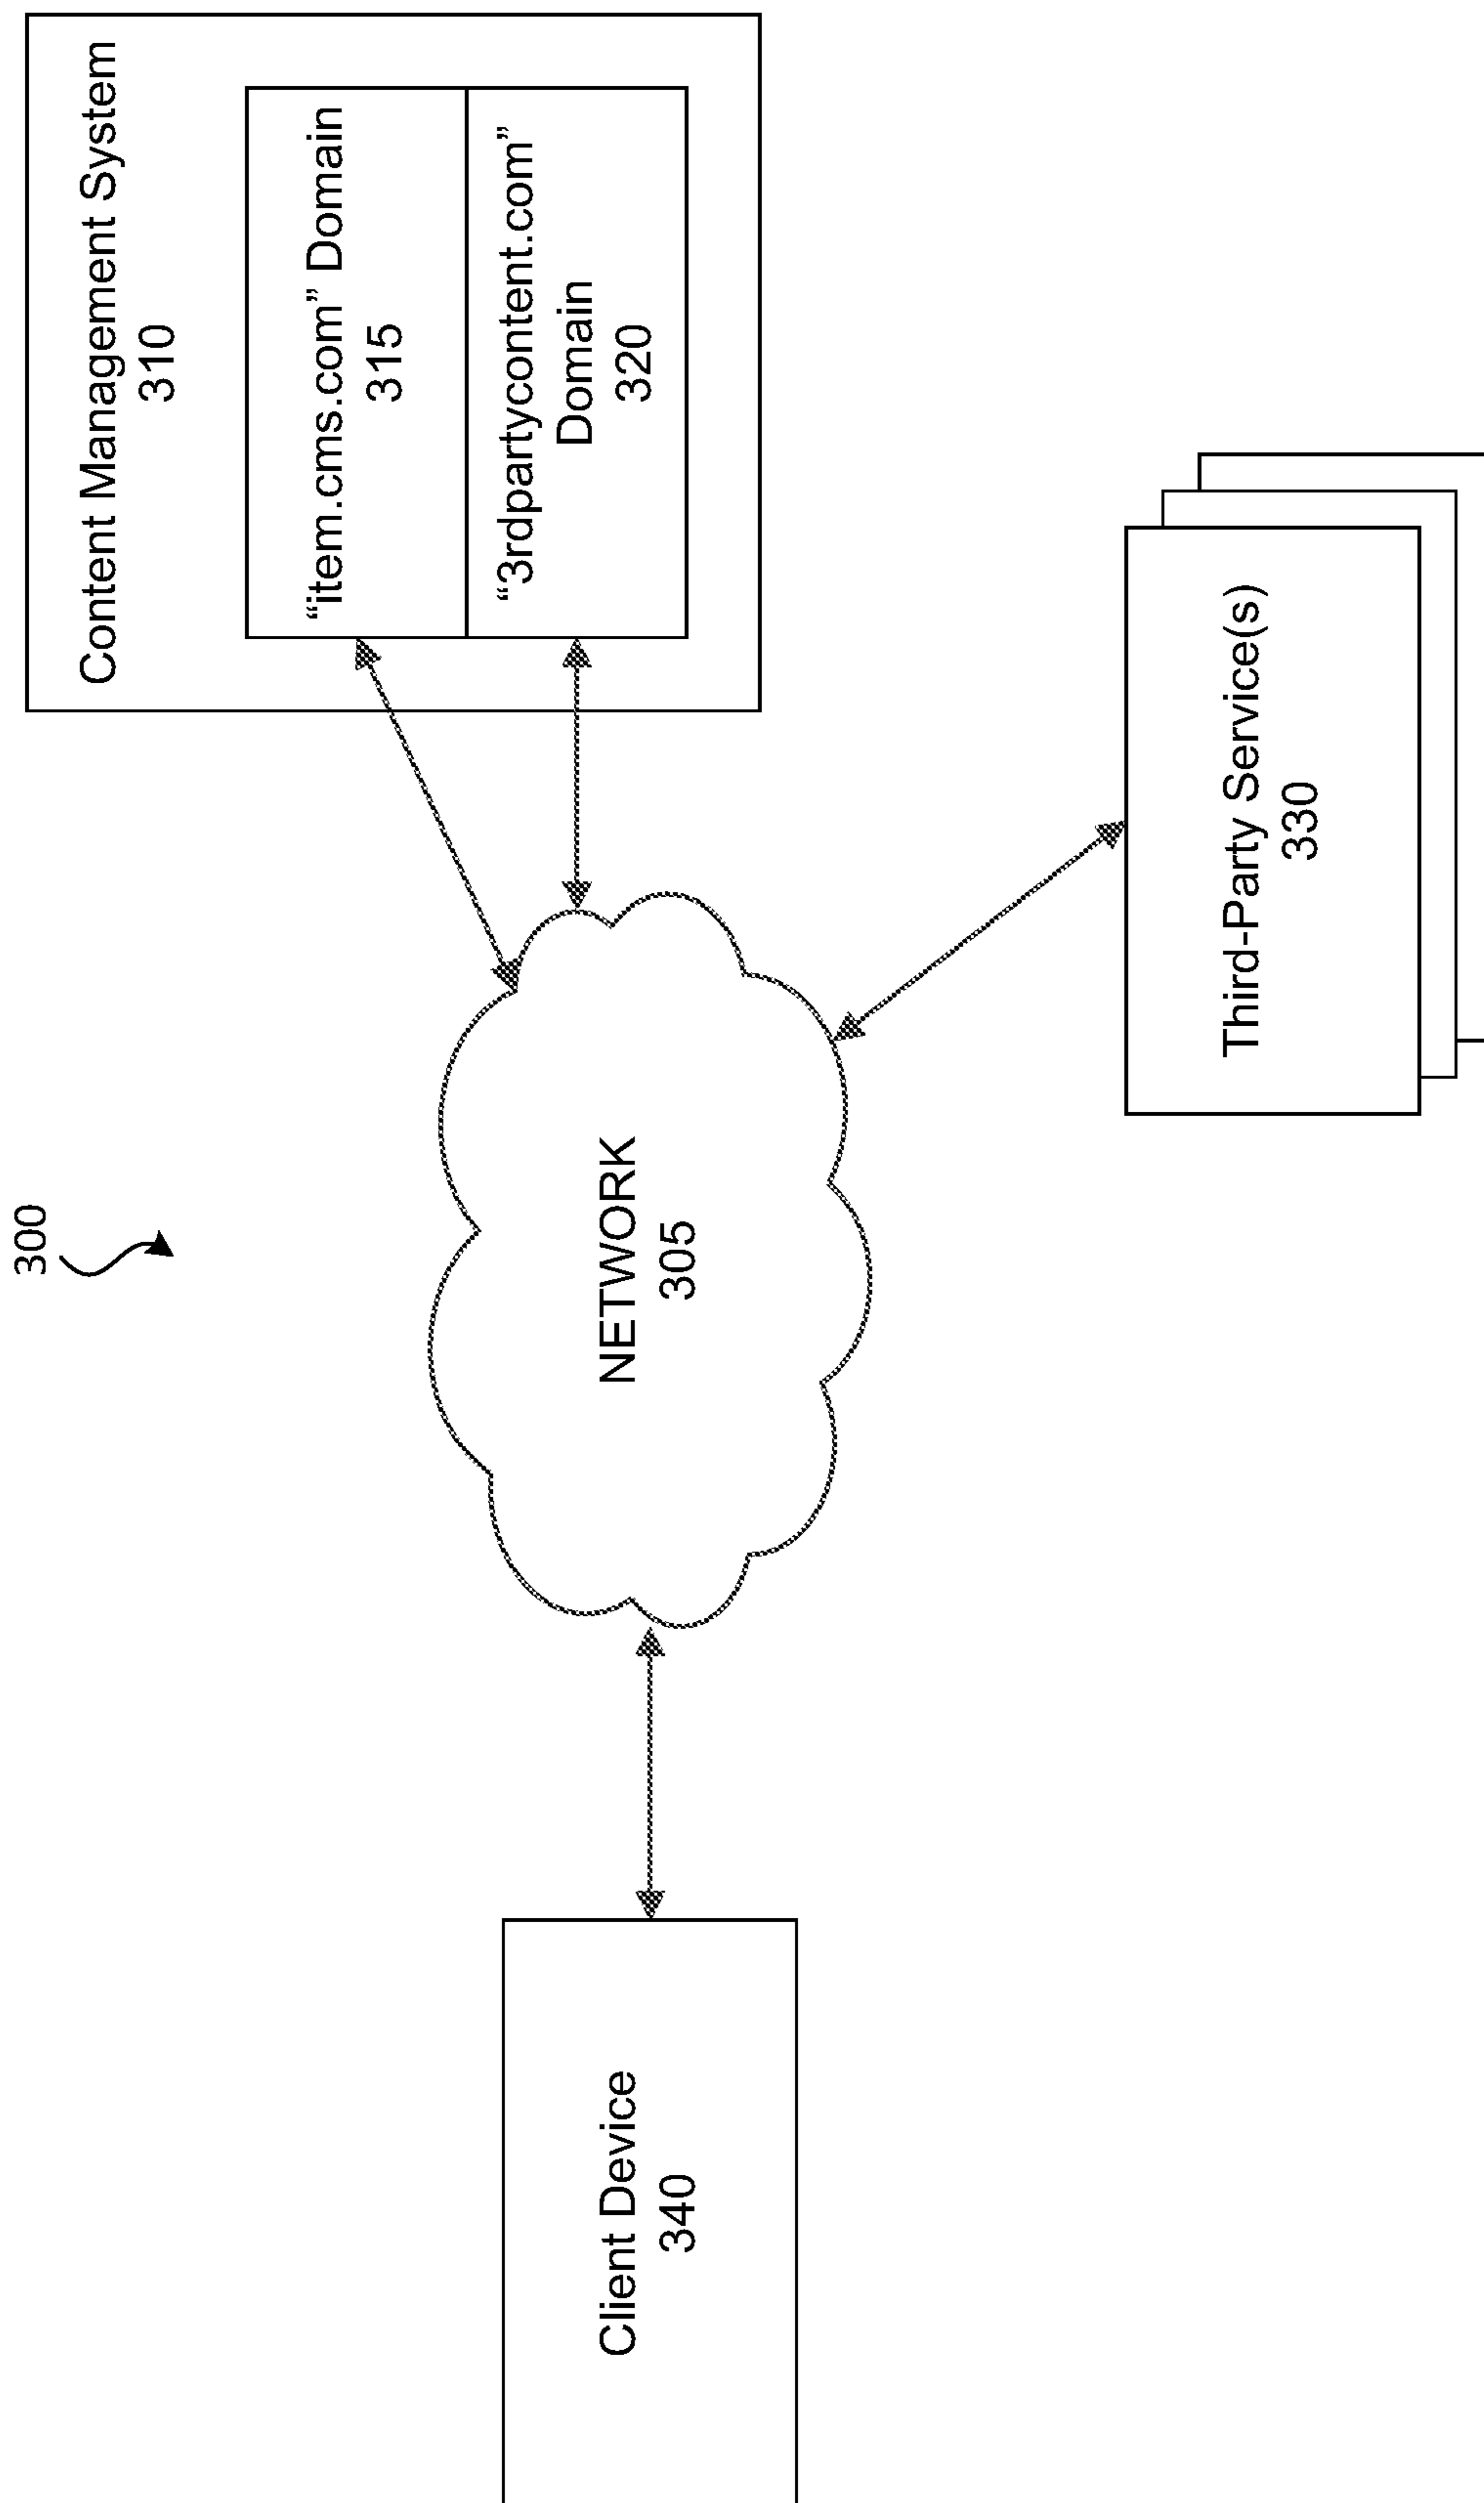 300
Content Management System
310
“item.cms.com” Domain
315
“3rdpartycontent.com”
Domain
320
NETWORK
305
Client Device
340
Third-Party Service(s)
330